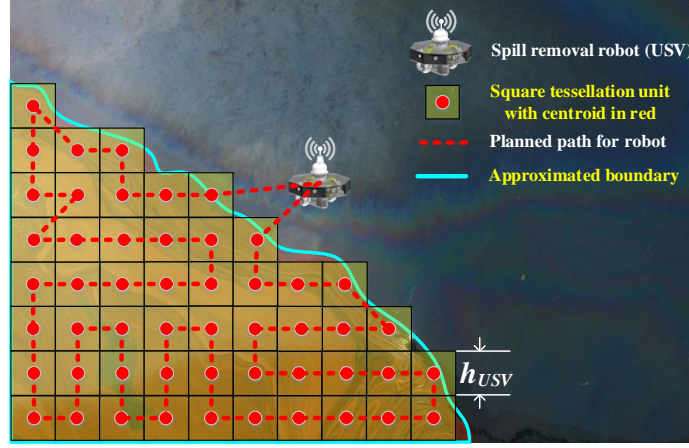 Spill removal robot (USV)
Square tessellation unit
with centroid in red
Planned path for robot
Approximated boundary
hUSV